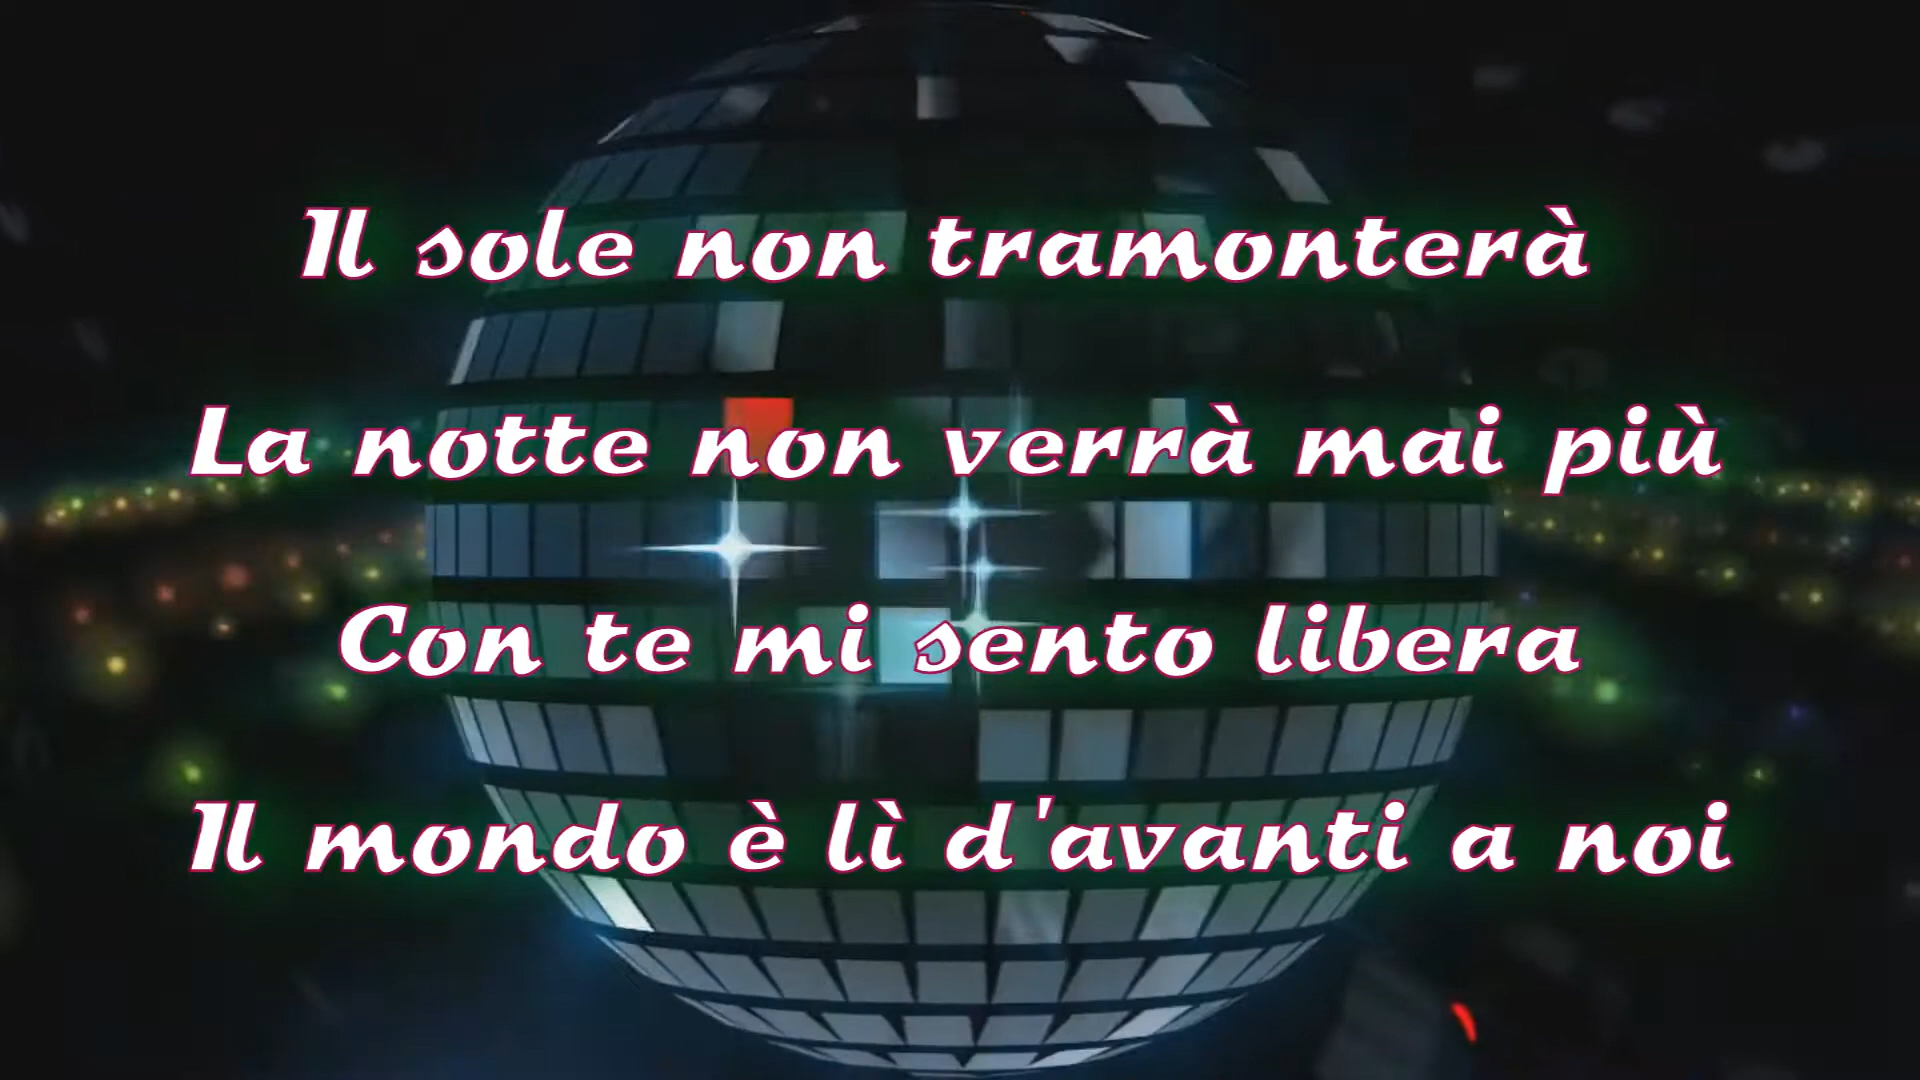 Il sole non tramonterà
La notte non verrà mai più
Con te mi sento libera
Il mondo è lì d'avanti a noi